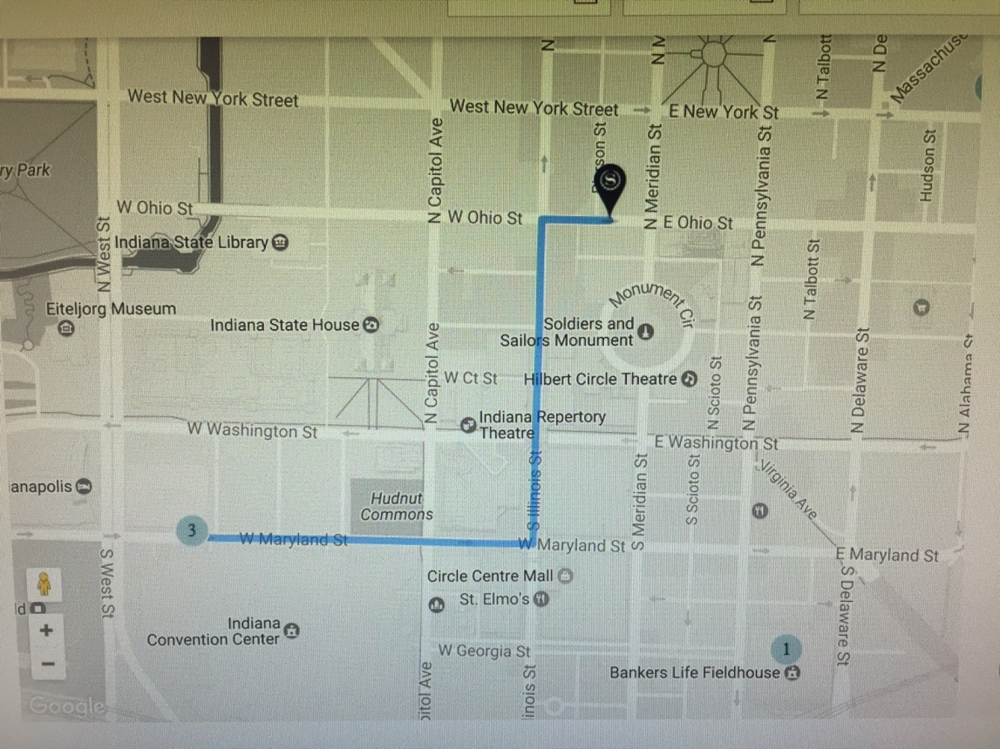 N
N M
N
N Talbott
N De
Massachus
West New York Street
West New York Street
E New York St
son St
N Capitol Ave
N Meridian St
N Pennsylvania St
Hudson St
ry Park
S
W Ohio St
W Ohio St
E Ohio St
N West St
Indiana State Library
N Talbott St
Monument Cir
Eiteljorg Museum
Indiana State House
Soldiers and
Sailors Monument
N Capitol Ave
N Pennsylvania St
N Delaware St
N Alabama St
W Ct St
Hilbert Circle Theatre
N Scioto St
Indiana Repertory
Theatre
W Washington St
E Washington St
anapolis
Hudnut
Commons
S Illinois St
S Meridian St
S Scioto St
Virginia Ave
3
W Maryland St
W Maryland St
E Maryland St
S West St
Circle Centre Mall
St. Elmo's
S Delaware St
ld
+
−
Indiana
Convention Center
W Georgia St
1
Bankers Life Fieldhouse
itol Ave
linois St
Google